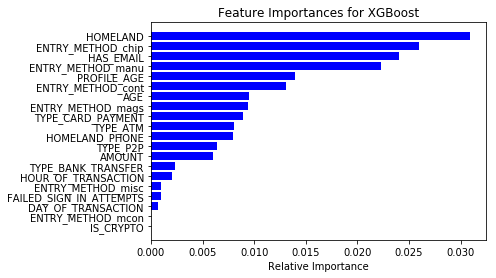 Feature Importances for XGBoost
HOMELAND
ENTRY_METHOD_chip
HAS_EMAIL
ENTRY_METHOD_manu
PROFILE_AGE
ENTRY_METHOD_cont
AGE
ENTRY_METHOD_mags
TYPE_CARD_PAYMENT
TYPE_ATM
HOMELAND_PHONE
TYPE_P2P
AMOUNT
TYPE_BANK_TRANSFER
HOUR_OF_TRANSACTION
ENTRY_METHOD_misc
FAILED_SIGN_IN_ATTEMPTS
DAY_OF_TRANSACTION
ENTRY_METHOD_mcon
IS_CRYPTO
0.000 0.005 0.010 0.015 0.020 0.025 0.030
Relative Importance